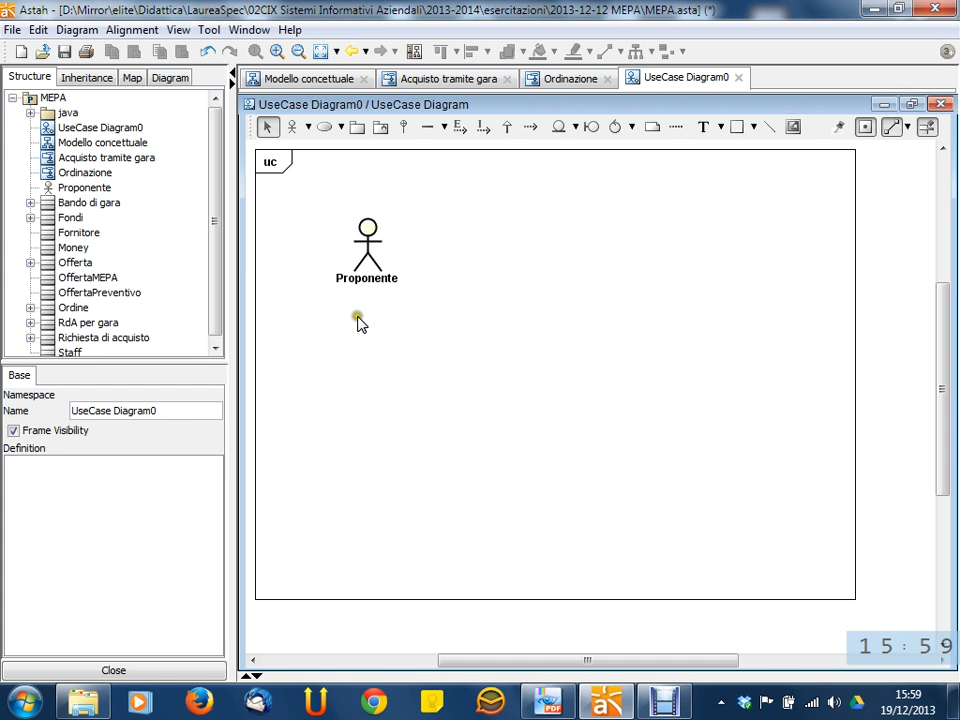 Astah - [D:\Mirror\elite\Didattica\LaureaSpec\02CIX Sistemi Informativi Aziendali\2013-2014\esercitazioni\2013-12-12 MEPA\MEPA.asta] (*)
File Edit Diagram Alignment View Tool Window Help
Structure Inheritance Map Diagram
Modello concettuale Acquisto tramite gara Ordinazione UseCase Diagram0
UseCase Diagram0 / UseCase Diagram
MEPA
java
UseCase Diagram0
Modello concettuale
Acquisto tramite gara
Ordinazione
Proponente
Bando di gara
Fondi
Fornitore
Money
Offerta
OffertaMEPA
OffertaPreventivo
Ordine
RdA per gara
Richiesta di acquisto
Staff
uc
Proponente
Base
Namespace
Name UseCase Diagram0
Frame Visibility
Definition
Close
15:59
15:59
19/12/2013